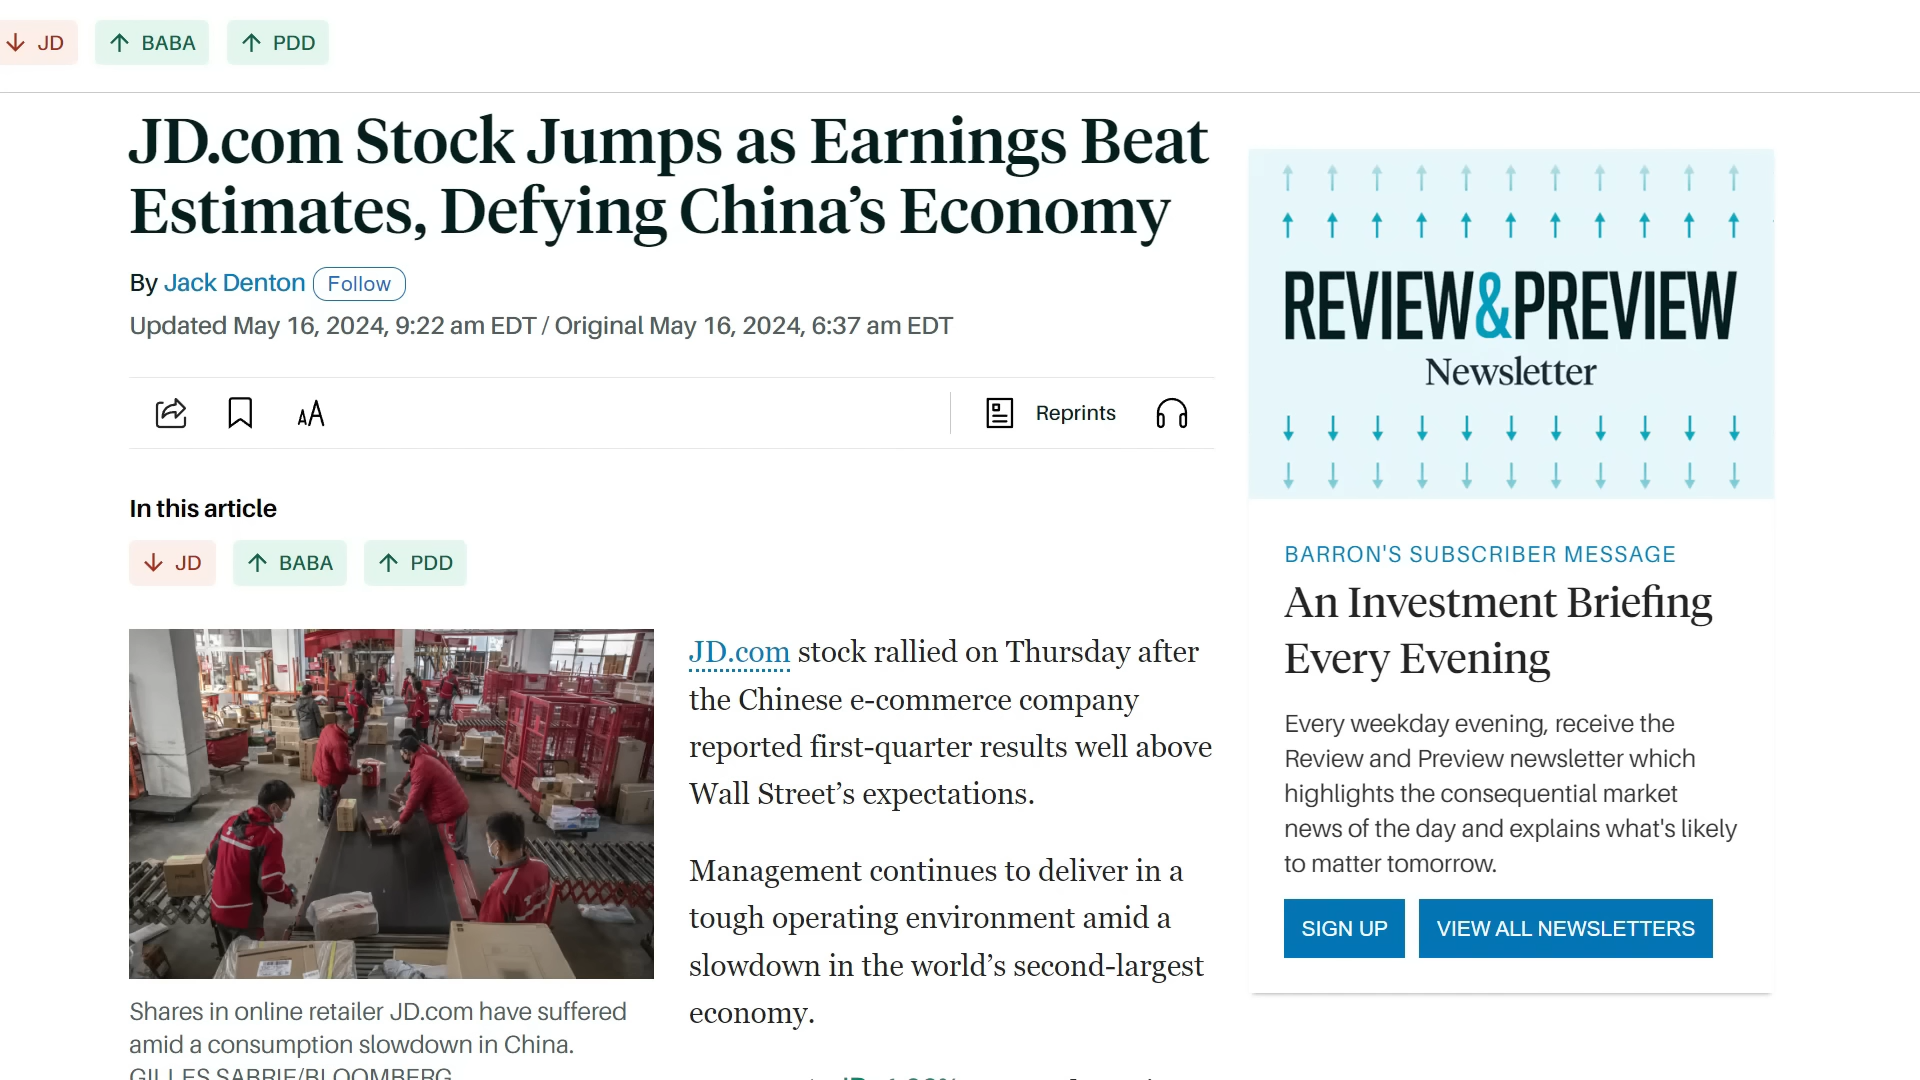 JD
BABA
PDD
JD.com Stock Jumps as Earnings Beat
Estimates, Defying China’s Economy
By Jack Denton Follow
Updated May 16, 2024, 9:22 am EDT / Original May 16, 2024, 6:37 am EDT
Reprints
In this article
JD
BABA
PDD
JD.com stock rallied on Thursday after
the Chinese e-commerce company
reported first-quarter results well above
Wall Street’s expectations.
Management continues to deliver in a
tough operating environment amid a
slowdown in the world’s second-largest
economy.
Shares in online retailer JD.com have suffered
amid a consumption slowdown in China.
GILLES SABRIE/BLOOMBERG
REVIEW&PREVIEW
Newsletter
BARRON'S SUBSCRIBER MESSAGE
An Investment Briefing
Every Evening
Every weekday evening, receive the
Review and Preview newsletter which
highlights the consequential market
news of the day and explains what's likely
to matter tomorrow.
SIGN UP
VIEW ALL NEWSLETTERS